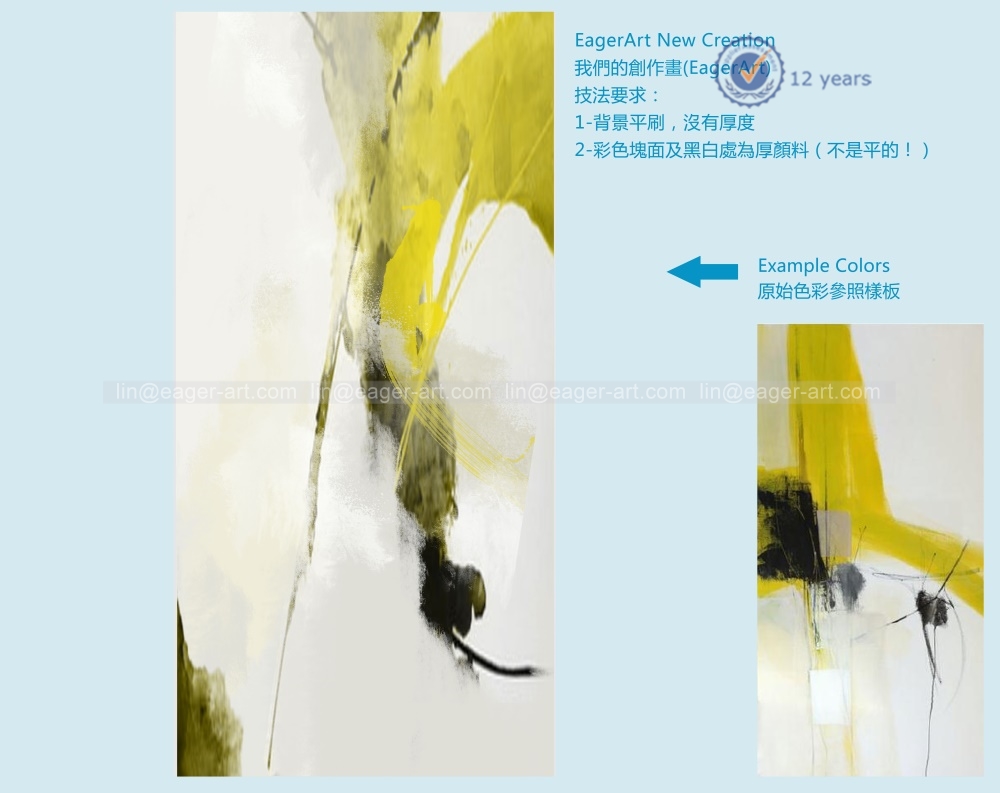 EagerArt New Creation
我們的創作畫(EagerArt)
12 years
技法要求：
1-背景平刷，沒有厚度
2-彩色塊面及黑白處為厚顏料（不是平的！）
Example Colors
原始色彩參照樣板
lin@eager-art.com lin@eager-art.com lin@eager-art.com lin@eager-art.com